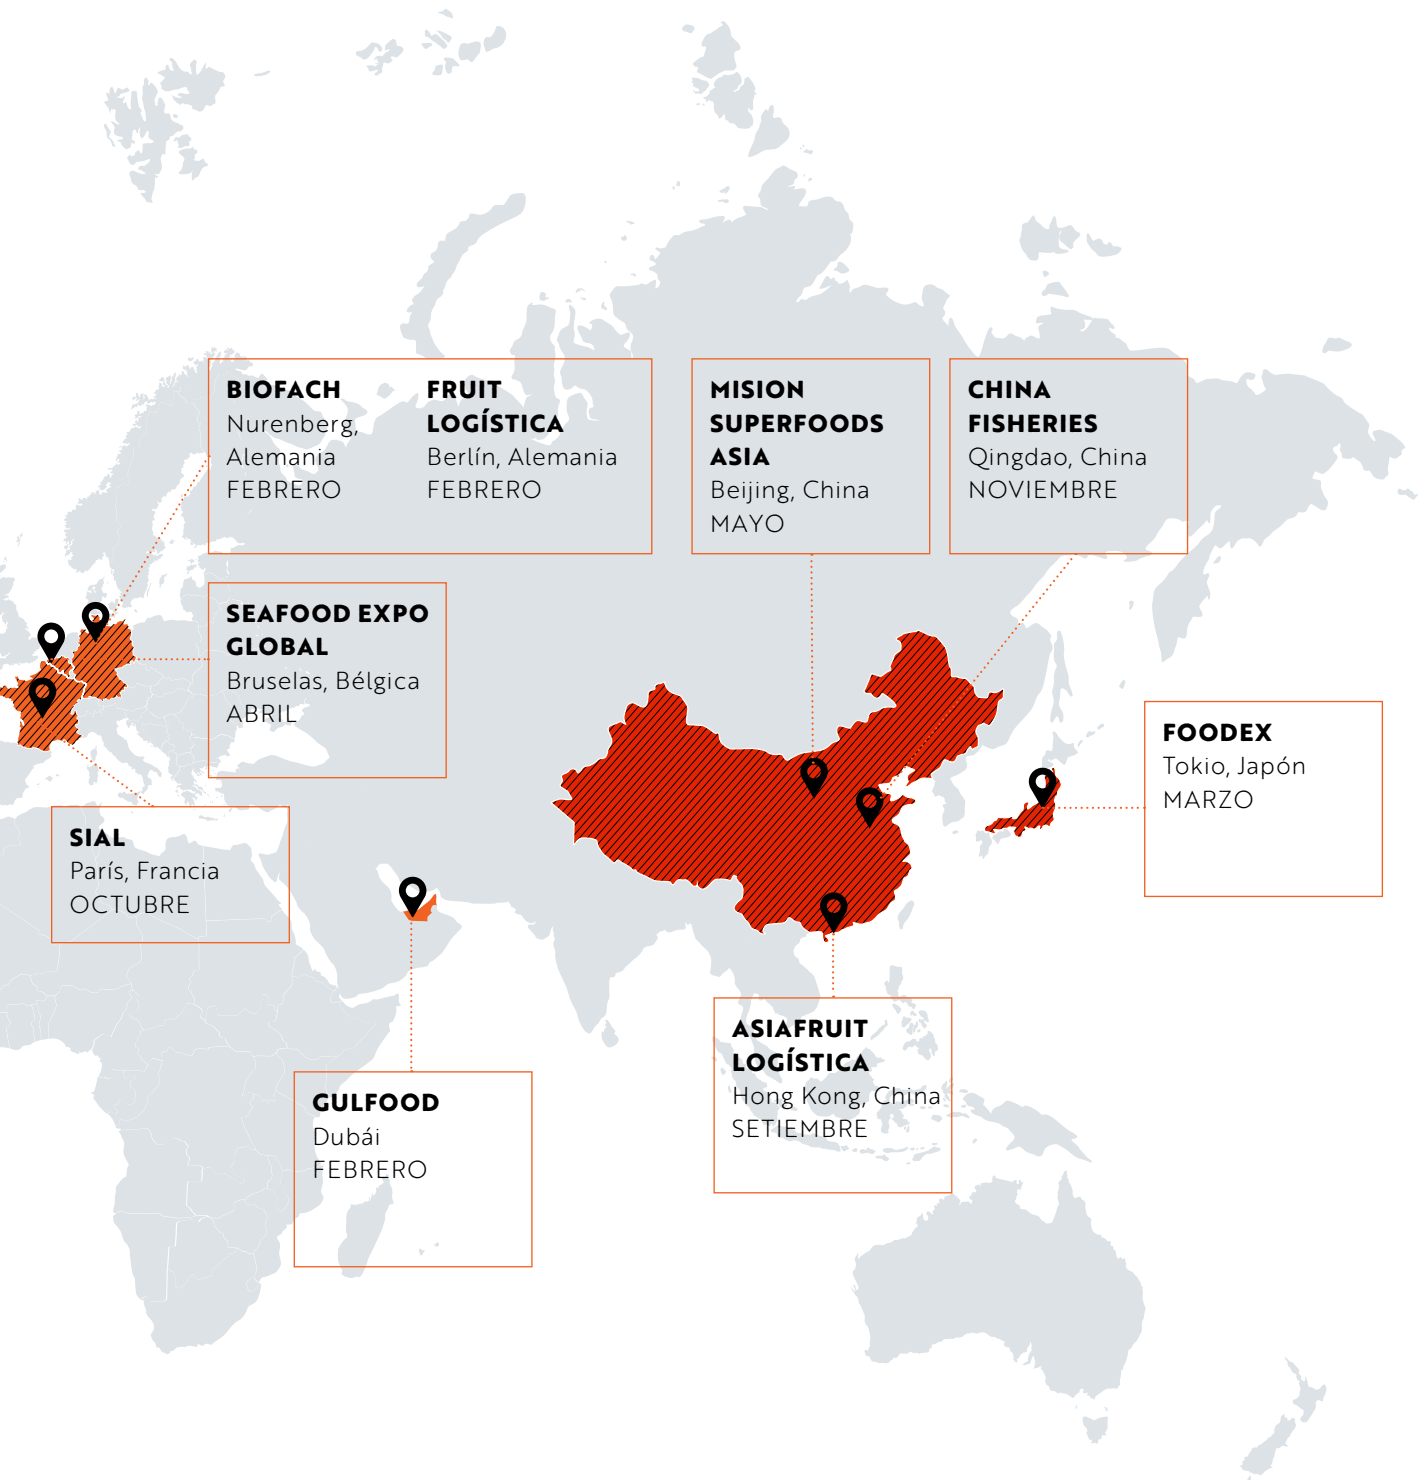 BIOFACH
Nurenberg,
Alemania
FEBRERO
FRUIT
LOGÍSTICA
Berlín, Alemania
FEBRERO
MISION
SUPERFOODS
ASIA
Beijing, China
MAYO
CHINA
FISHERIES
Qingdao, China
NOVIEMBRE
SEAFOOD EXPO
GLOBAL
Bruselas, Bélgica
ABRIL
FOODEX
Tokio, Japón
MARZO
SIAL
París, Francia
OCTUBRE
ASIAFRUIT
LOGÍSTICA
Hong Kong, China
SETIEMBRE
GULFOOD
Dubái
FEBRERO